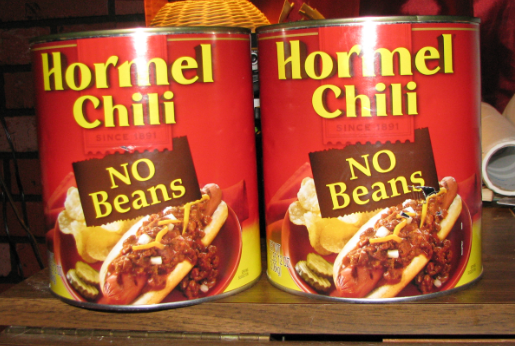 Hormel
Chili
SINCE 1891
NO
Beans
Hormel
Chili
SINCE 1891
NO
Beans